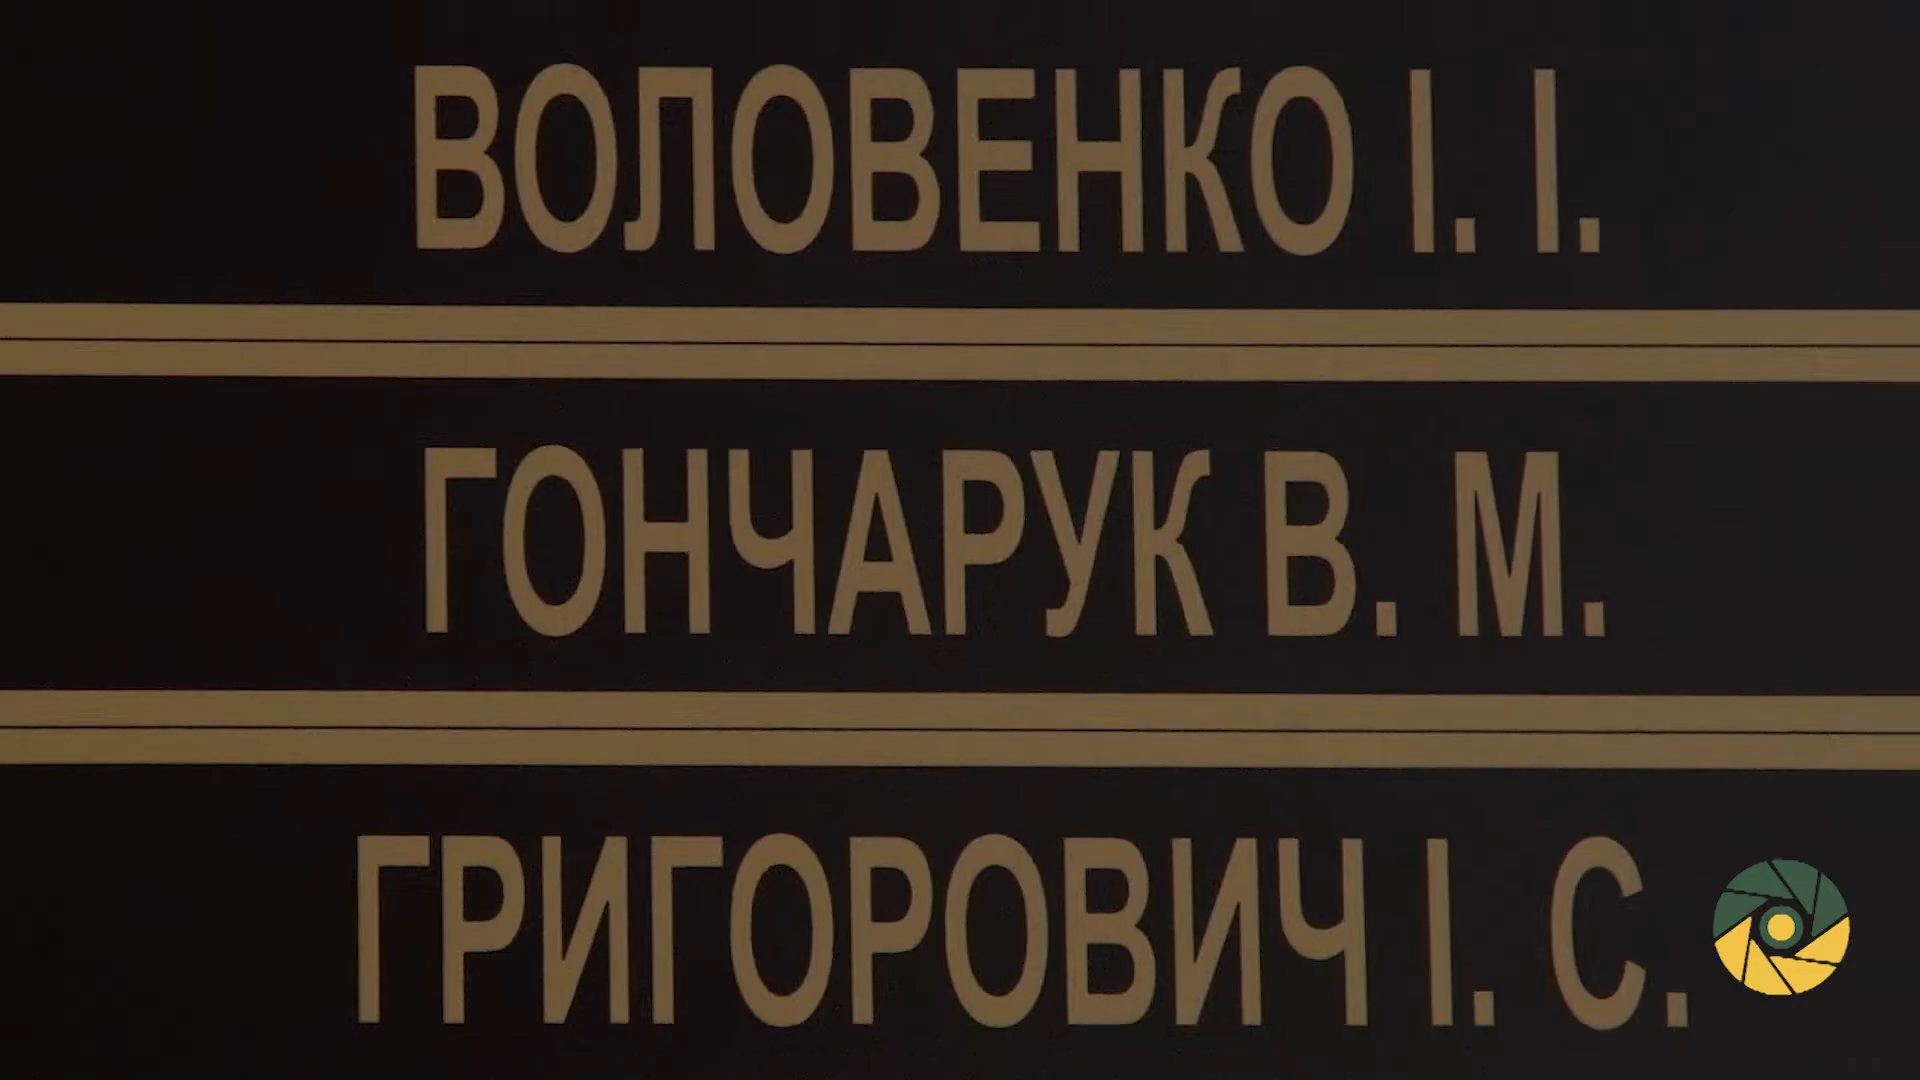 ВОЛОВЕНКО І. І.
ГОНЧАРУК В. М.
ГРИГОРОВИЧ І. С.